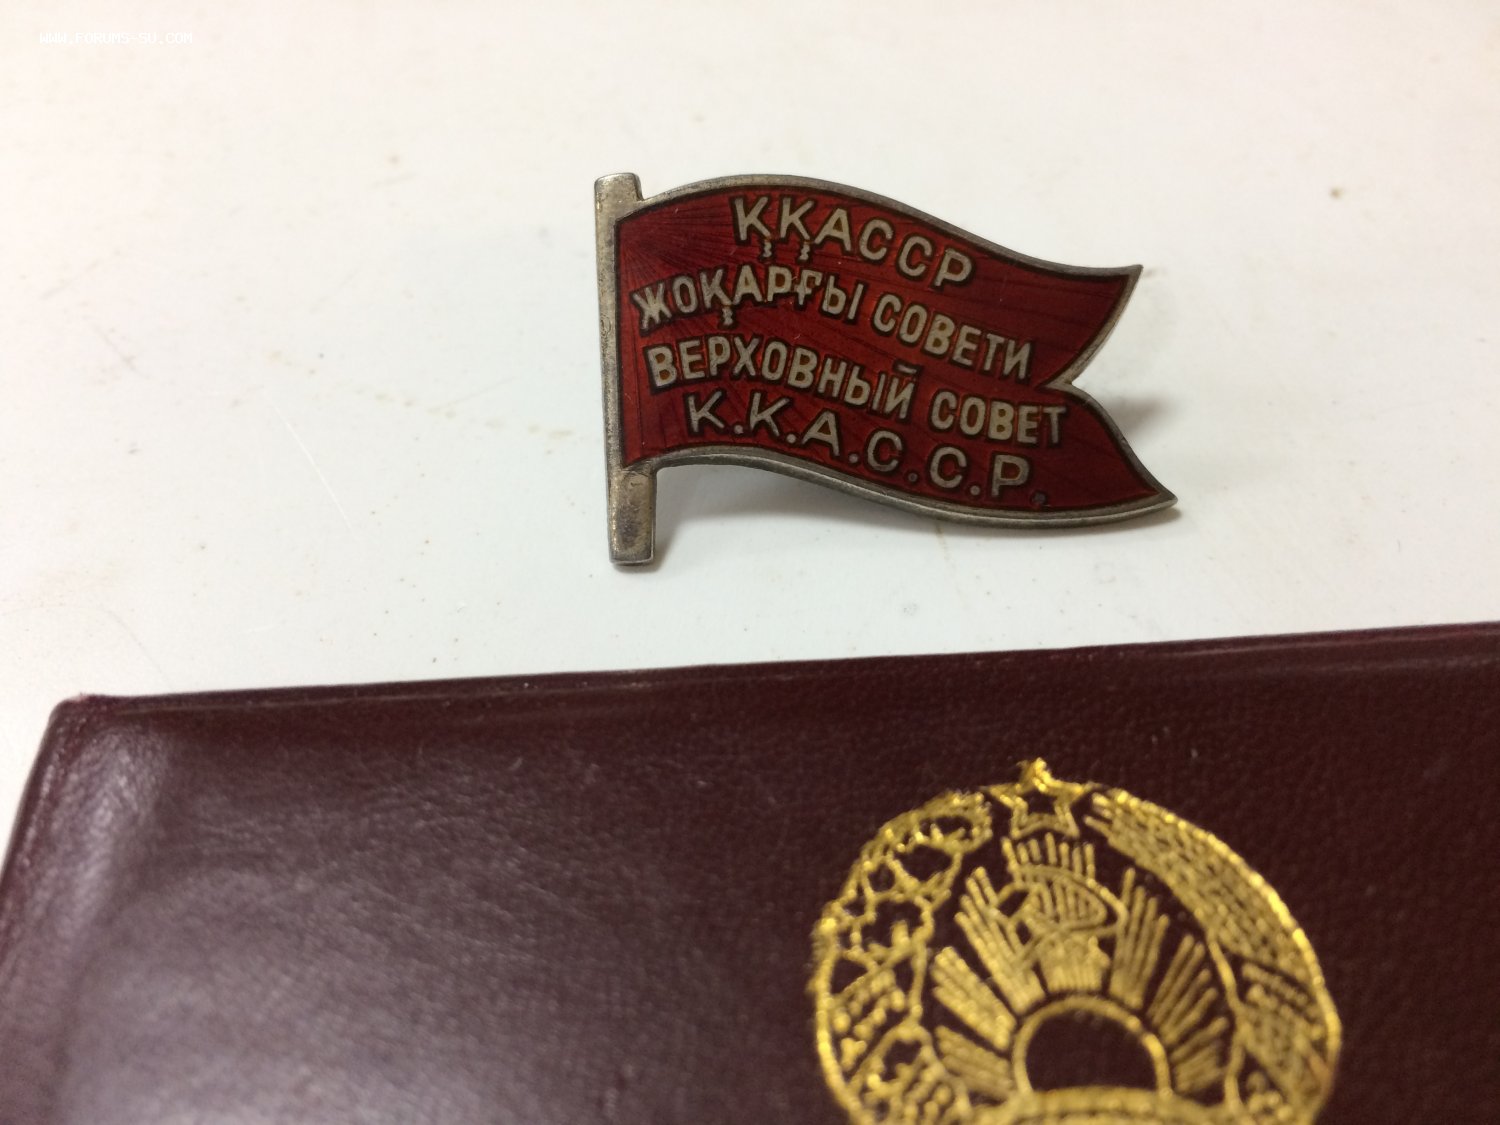 WWW.FORUMS-SU.COM
ҚҚАССР
ЖОҚАРҒЫ СОВЕТИ
ВЕРХОВНЫЙ СОВЕТ
К.К.А.С.С.Р.